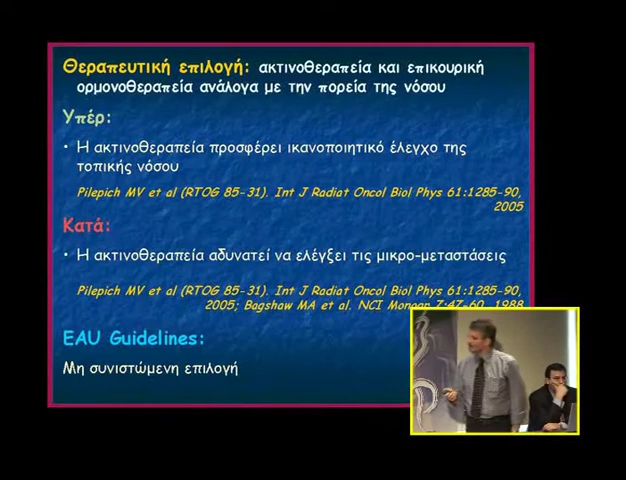 Θεραπευτική επιλογή: ακτινοθεραπεία και επικουρική
ορμονοθεραπεία ανάλογα με την πορεία της νόσου
Υπέρ:
• Η ακτινοθεραπεία προσφέρει ικανοποιητικό έλεγχο της
τοπικής νόσου
Pilepich MV et al (RTOG 85-31). Int J Radiat Oncol Biol Phys 61:1285-90,
2005
Κατά:
• Η ακτινοθεραπεία αδυνατεί να ελέγξει τις μικρο-μεταστάσεις
Pilepich MV et al (RTOG 85-31). Int J Radiat Oncol Biol Phys 61:1285-90,
2005; Bagshaw MA et al. NCI Monogr 7:47-60, 1988
EAU Guidelines:
Μη συνιστώμενη επιλογή